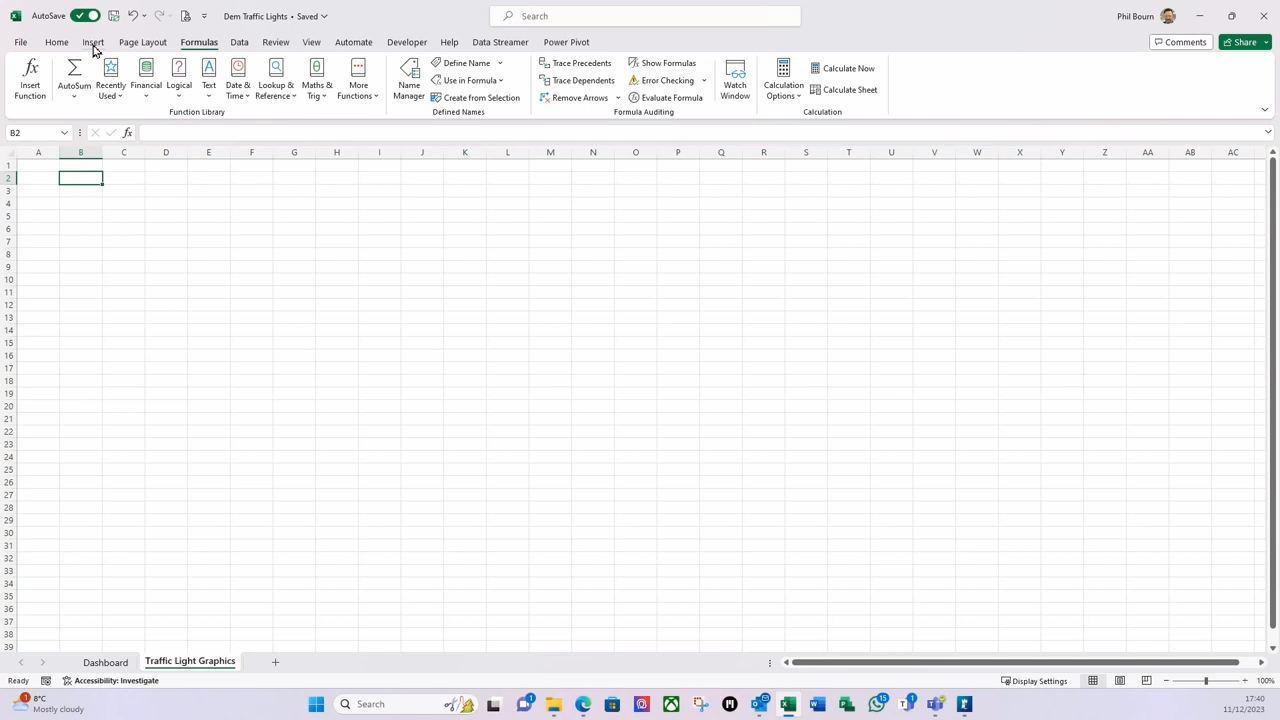 AutoSave
Dem Traffic Lights • Saved
Search
Phil Bourn
File Home Insert Page Layout Formulas Data Review View Automate Developer Help Data Streamer Power Pivot
Comments Share
Insert Function
AutoSum
Recently Used
Financial
Logical
Text
Date & Time
Lookup & Reference
Maths & Trig
More Functions
Function Library
Name Manager
Define Name
Use in Formula
Create from Selection
Defined Names
Trace Precedents
Trace Dependents
Remove Arrows
Show Formulas
Error Checking
Evaluate Formula
Formula Auditing
Watch Window
Calculation Options
Calculate Now
Calculate Sheet
Calculation
B2
fx
A B C D E F G H I J K L M N O P Q R S T U V W X Y Z AA AB AC
1
2
3
4
5
6
7
8
9
10
11
12
13
14
15
16
17
18
19
20
21
22
23
24
25
26
27
28
29
30
31
32
33
34
35
36
37
38
39
Dashboard Traffic Light Graphics
Ready Accessibility: Investigate
Display Settings
100%
8°C
Mostly cloudy
Search
17:40
11/12/2023